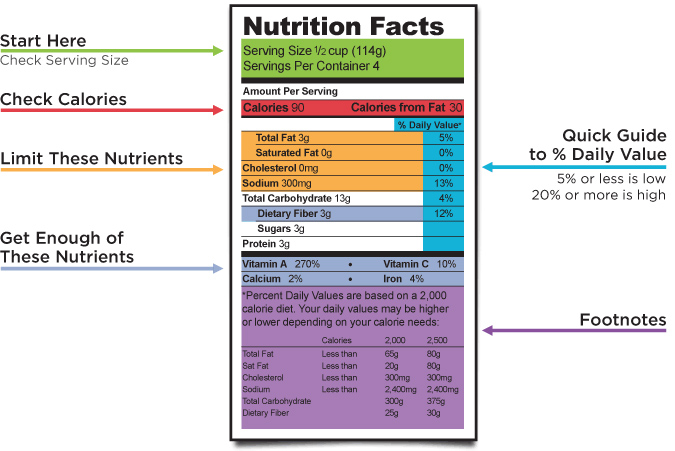 Start Here
Check Serving Size
Check Calories
Limit These Nutrients
Get Enough of
These Nutrients
Nutrition Facts
Serving Size 1/2 cup (114g)
Servings Per Container 4
Amount Per Serving
Calories 90 Calories from Fat 30
% Daily Value*
Total Fat 3g 5%
Saturated Fat 0g 0%
Cholesterol 0mg 0%
Sodium 300mg 13%
Total Carbohydrate 13g 4%
Dietary Fiber 3g 12%
Sugars 3g
Protein 3g
Vitamin A 270% • Vitamin C 10%
Calcium 2% • Iron 4%
*Percent Daily Values are based on a 2,000
calorie diet. Your daily values may be higher
or lower depending on your calorie needs:
Calories 2,000 2,500
Total Fat Less than 65g 80g
Sat Fat Less than 20g 80g
Cholesterol Less than 300mg 300mg
Sodium Less than 2,400mg 2,400mg
Total Carbohydrate 300g 375g
Dietary Fiber 25g 30g
Quick Guide
to % Daily Value
5% or less is low
20% or more is high
Footnotes